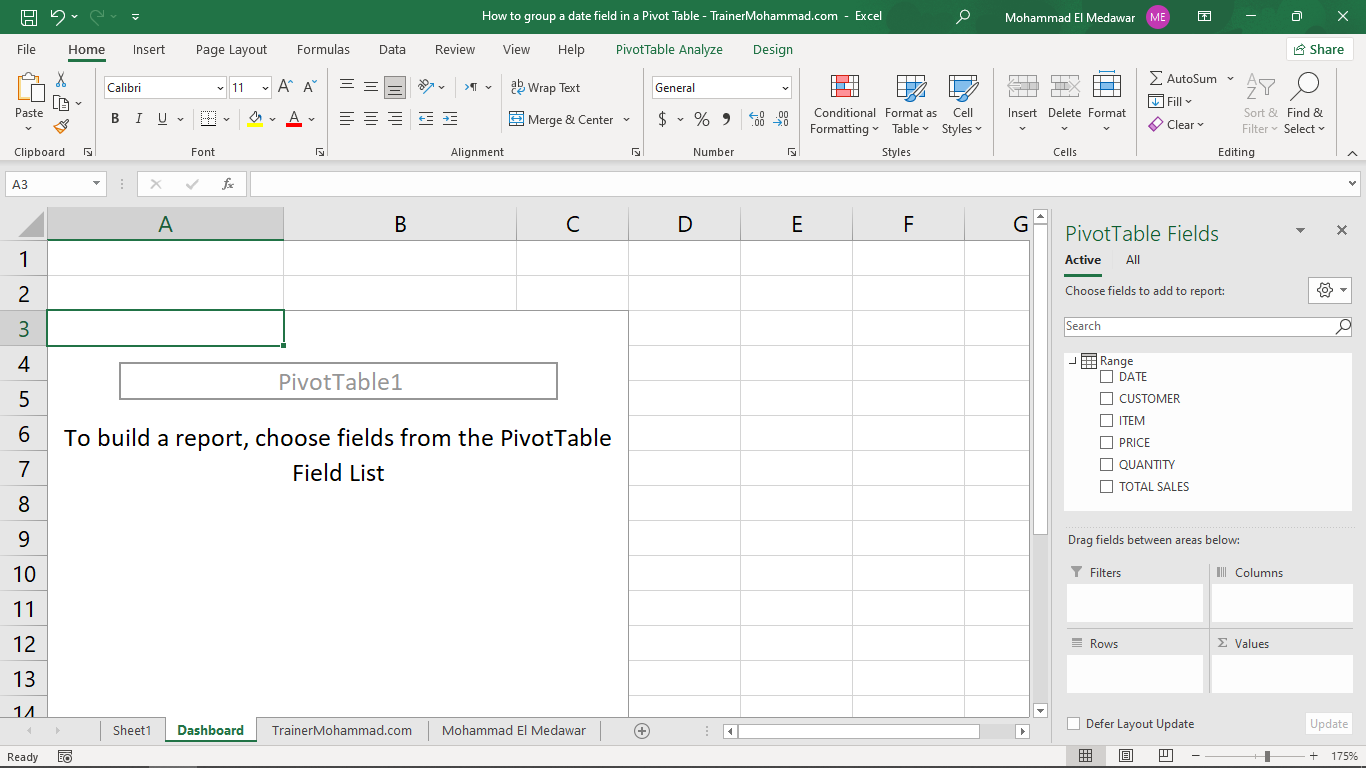 How to group a date field in a Pivot Table - TrainerMohammad.com - Excel
Mohammad El Medawar
ME
File
Home
Insert
Page Layout
Formulas
Data
Review
View
Help
PivotTable Analyze
Design
Share
Paste
Clipboard
Calibri
11
B I U
Font
Wrap Text
Merge & Center
Alignment
General
$ % 9
Number
Conditional
Formatting
Format as
Table
Cell
Styles
Styles
Insert
Delete
Format
Cells
AutoSum
Fill
Clear
Sort &
Filter
Find &
Select
Editing
A3
fx
A B C D E F G
1
2
3
4
5
6
7
8
9
10
11
12
13
14
PivotTable1
To build a report, choose fields from the PivotTable
Field List
PivotTable Fields
Active
All
Choose fields to add to report:
Search
Range
DATE
CUSTOMER
ITEM
PRICE
QUANTITY
TOTAL SALES
Drag fields between areas below:
Filters
Columns
Rows
Σ Values
Defer Layout Update
Update
Sheet1
Dashboard
TrainerMohammad.com
Mohammad El Medawar
Ready
175%